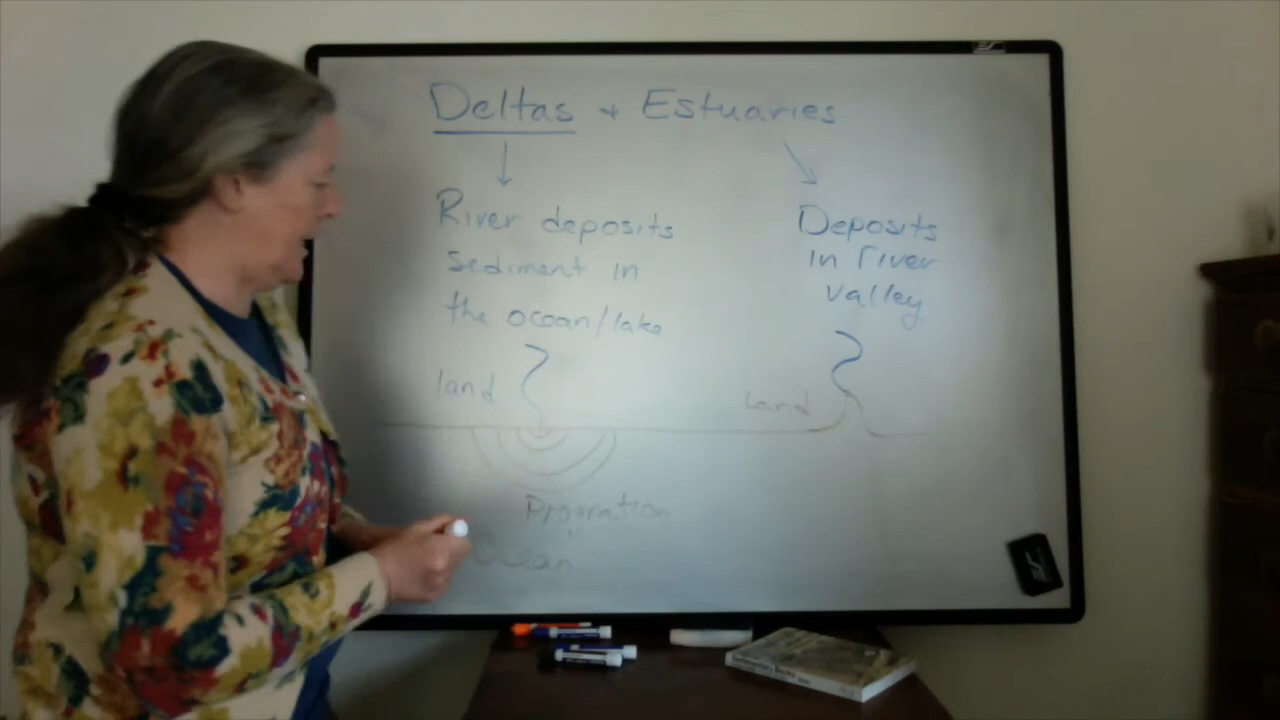 Deltas + Estuaries
River deposits
sediment in
the ocean/lake
land
Progration
Ocean
Deposits
in river
valley
Land